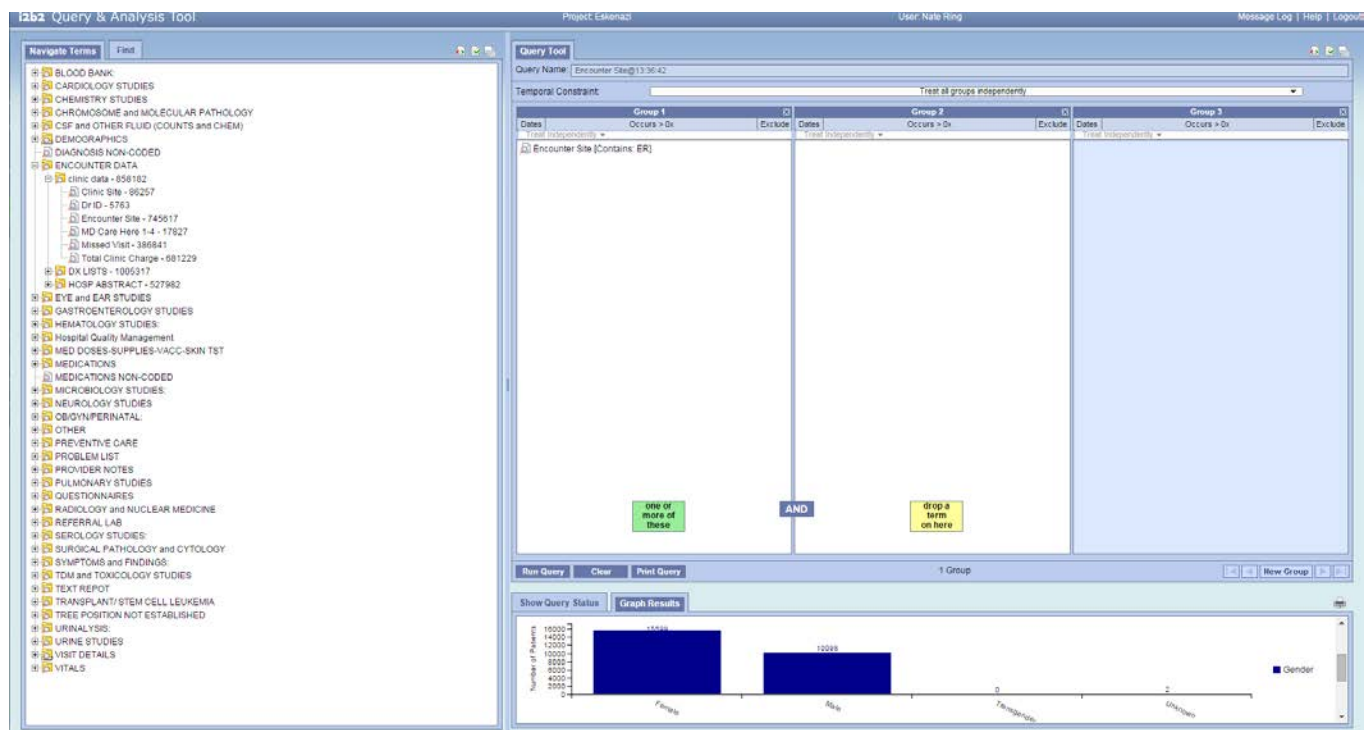 i2b2 Query & Analysis Tool Project: Eskenazi User: Nate Ring Message Log | Help | Logout
Navigate Terms Find
BLOOD BANK:
CARDIOLOGY STUDIES
CHEMISTRY STUDIES
CHROMOSOME and MOLECULAR PATHOLOGY
CSF and OTHER FLUID (COUNTS and CHEM)
DEMOGRAPHICS
DIAGNOSIS NON-CODED
ENCOUNTER DATA
clinic data - 858182
Clinic Site - 86257
Dr ID - 5763
Encounter Site - 745617
MD Care Here 1-4 - 17827
Missed Visit - 386841
Total Clinic Charge - 681229
DX LISTS - 1005317
HOSP ABSTRACT - 527982
EYE and EAR STUDIES
GASTROENTEROLOGY STUDIES
HEMATOLOGY STUDIES:
Hospital Quality Management
MED DOSES-SUPPLIES-VACC-SKIN TST
MEDICATIONS
MEDICATIONS NON-CODED
MICROBIOLOGY STUDIES:
NEUROLOGY STUDIES
OB/GYN/PERINATAL:
OTHER
PREVENTIVE CARE
PROBLEM LIST
PROVIDER NOTES
PULMONARY STUDIES
QUESTIONNAIRES
RADIOLOGY and NUCLEAR MEDICINE
REFERRAL LAB
SEROLOGY STUDIES:
SURGICAL PATHOLOGY and CYTOLOGY
SYMPTOMS and FINDINGS:
TDM and TOXICOLOGY STUDIES
TEXT REPOT
TRANSPLANT/ STEM CELL LEUKEMIA
TREE POSITION NOT ESTABLISHED
URINALYSIS:
URINE STUDIES
VISIT DETAILS
VITALS
Query Tool
Query Name: Encounter Site@13:36:42
Temporal Constraint: Treat all groups independently
Group 1 Group 2 Group 3
Dates Occurs > 0x Exclude Dates Occurs > 0x Exclude Dates Occurs > 0x Exclude
Treat Independently Treat Independently Treat Independently
Encounter Site [Contains: ER]
one or
more of
these
AND
drop a
term
on here
Run Query Clear Print Query 1 Group New Group
Show Query Status Graph Results
Number of Patients
16000
14000
12000
10000
8000
6000
4000
2000
0
0 2
Female Male Transgender Unknown
Gender